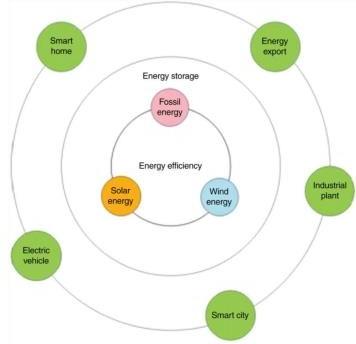 Smart
home
Energy
export
Energy storage
Fossil
energy
Energy efficiency
Solar
energy
Wind
energy
Industrial
plant
Electric
vehicle
Smart city